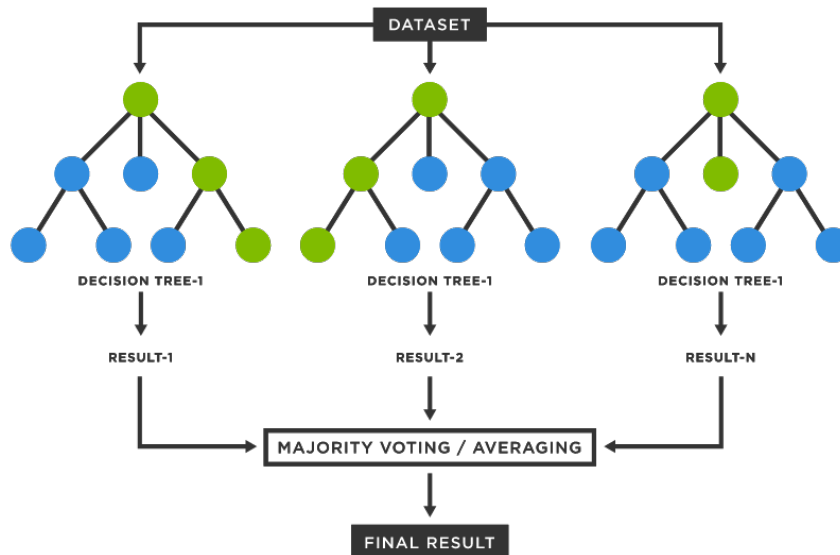 DATASET
DECISION TREE-1
DECISION TREE-1
DECISION TREE-1
RESULT-1
RESULT-2
RESULT-N
MAJORITY VOTING / AVERAGING
FINAL RESULT